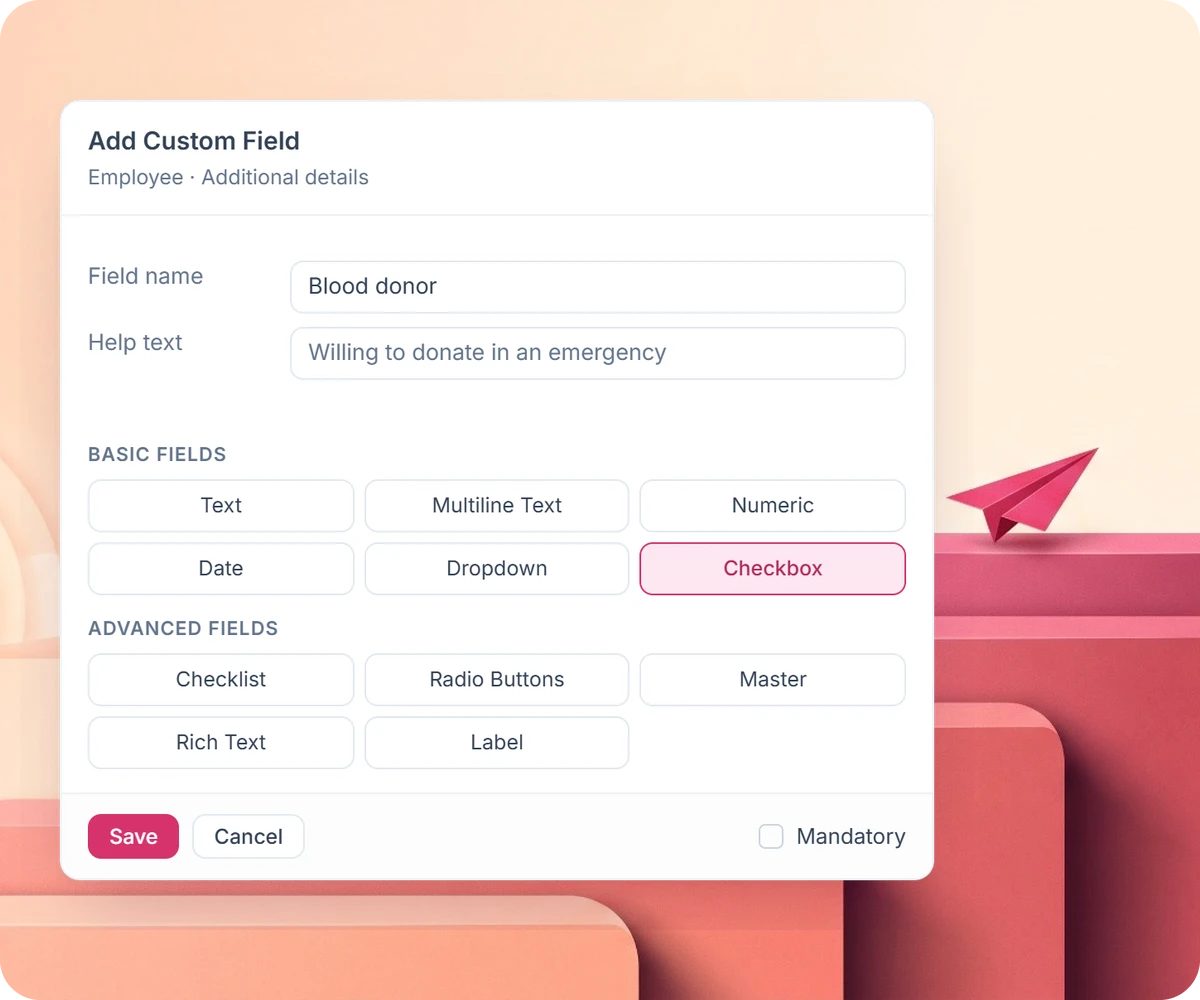 Add Custom Field
Employee · Additional details
Field name
Blood donor
Help text
Willing to donate in an emergency
BASIC FIELDS
Text
Multiline Text
Numeric
Date
Dropdown
Checkbox
ADVANCED FIELDS
Checklist
Radio Buttons
Master
Rich Text
Label
Save
Cancel
Mandatory